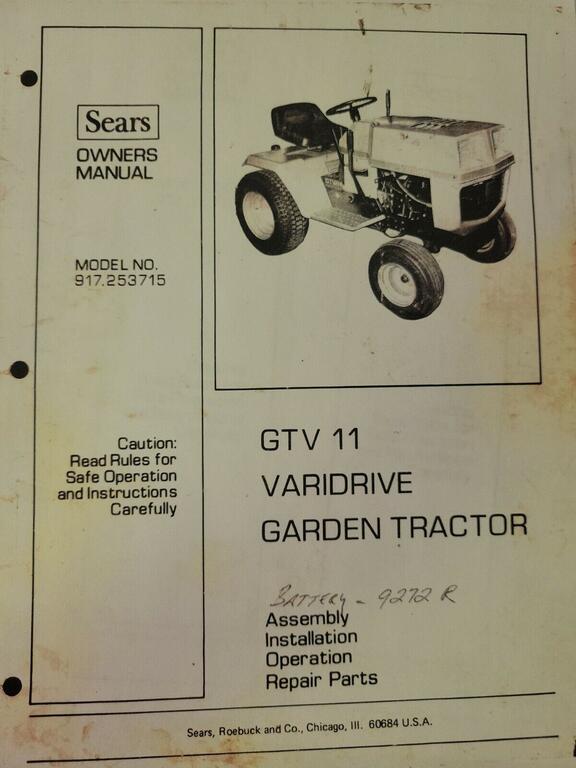 Sears
OWNERS
MANUAL
MODEL NO.
917.253715
Caution:
Read Rules for
Safe Operation
and Instructions
Carefully
GTV 11
VARIDRIVE
GARDEN TRACTOR
BATTERY - 9272 R
Assembly
Installation
Operation
Repair Parts
Sears, Roebuck and Co., Chicago, Ill. 60684 U.S.A.